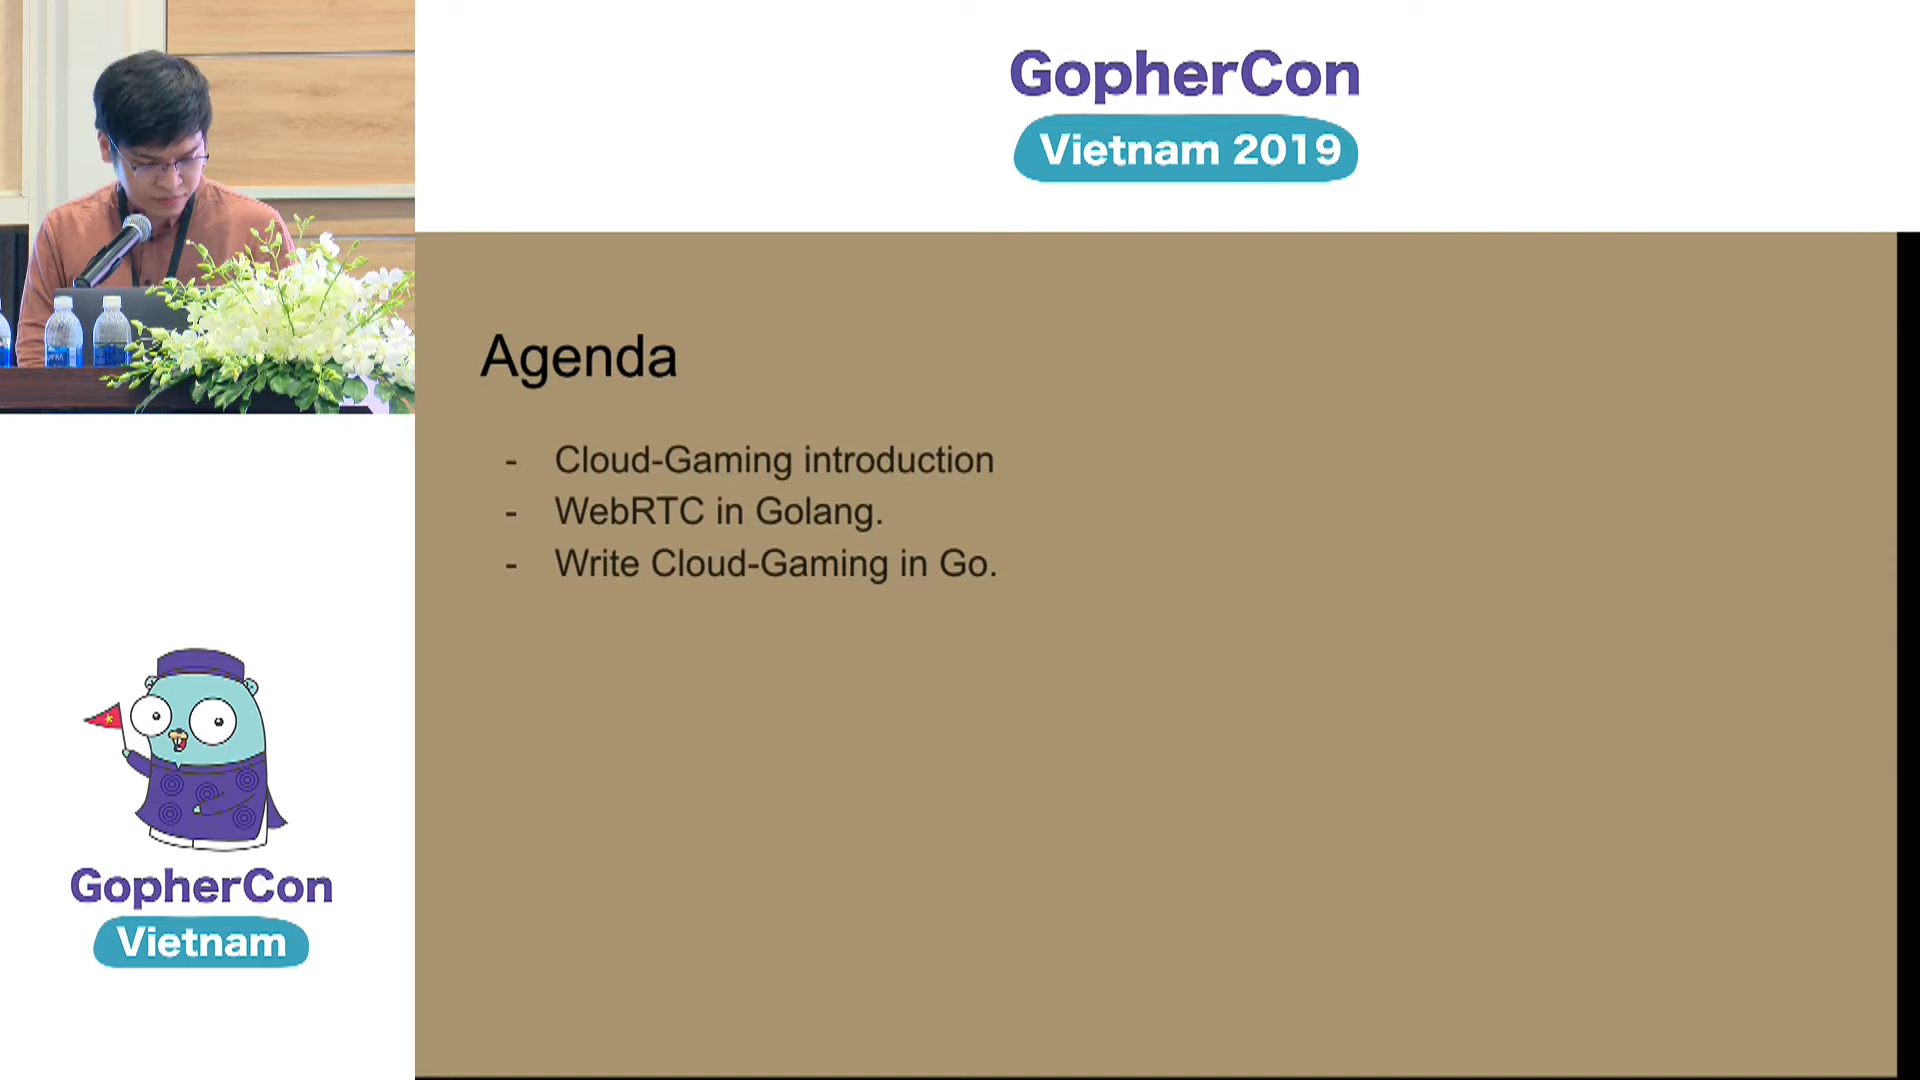 GopherCon
Vietnam 2019
Agenda
- Cloud-Gaming introduction
- WebRTC in Golang.
- Write Cloud-Gaming in Go.
GopherCon
Vietnam